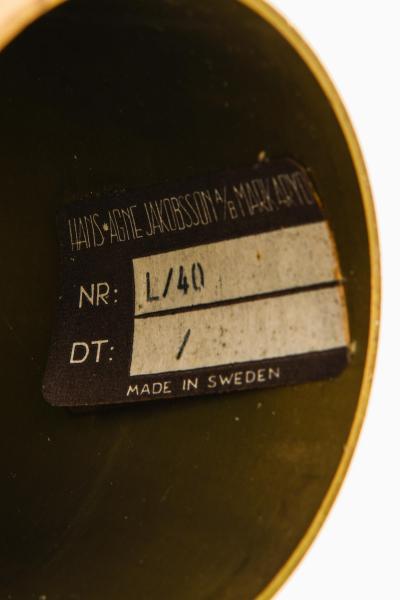 HANS-AGNE JAKOBSSON A/B MARKARYD
NR: L/40
DT: /
MADE IN SWEDEN